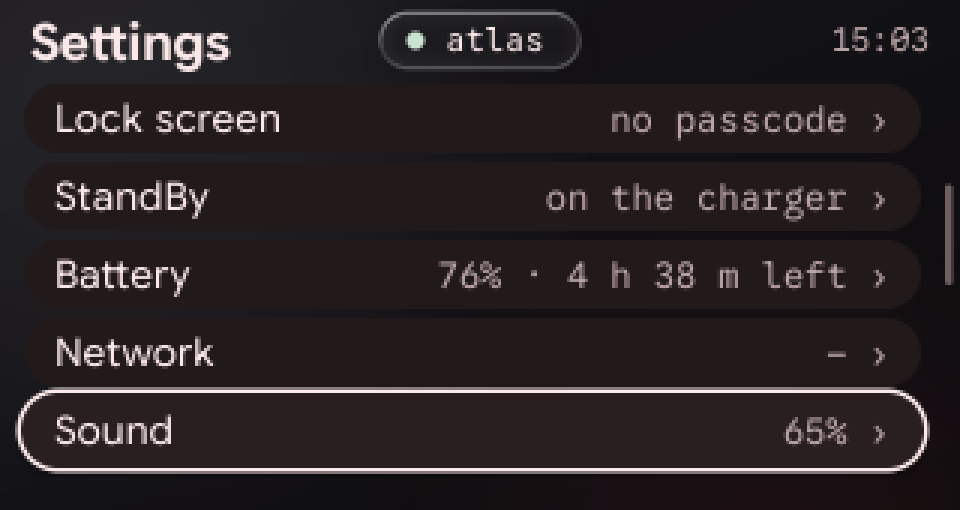 Settings
atlas
15:03
Lock screen no passcode ›
StandBy on the charger ›
Battery 76% · 4 h 38 m left ›
Network – ›
Sound 65% ›